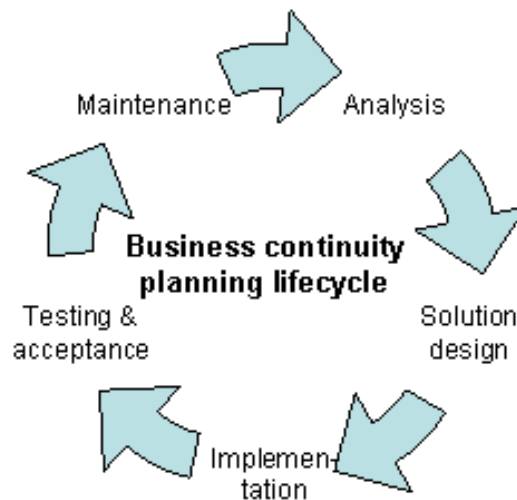 Maintenance
Analysis
Business continuity
planning lifecycle
Testing &
acceptance
Solution
design
Implemen-
tation